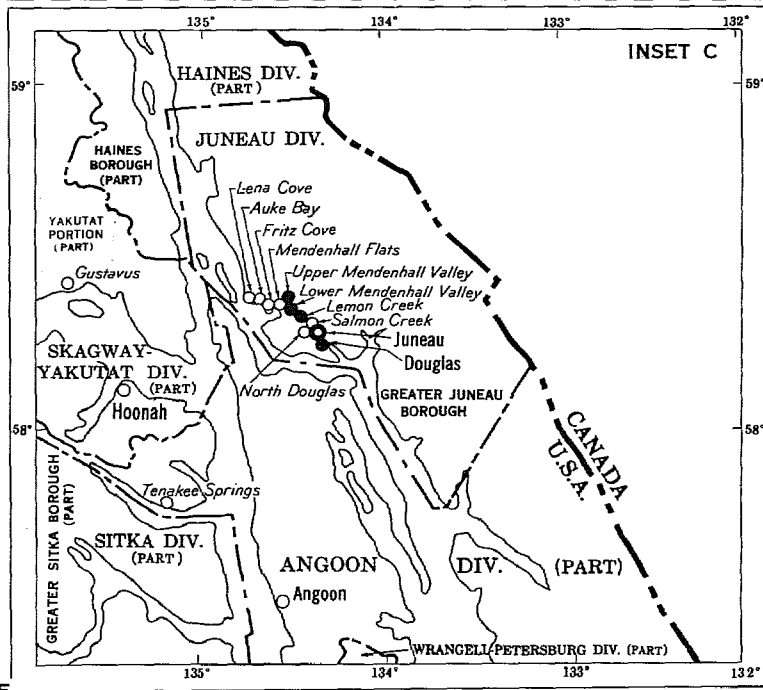 135°
134°
133°
132°
INSET C
59°
59°
HAINES DIV.
(PART)
JUNEAU DIV.
HAINES
BOROUGH
(PART)
Lena Cove
Auke Bay
Fritz Cove
Mendenhall Flats
Upper Mendenhall Valley
Lower Mendenhall Valley
Lemon Creek
Salmon Creek
Juneau
Douglas
YAKUTAT
PORTION
(PART)
Gustavus
SKAGWAY-
YAKUTAT DIV.
(PART)
Hoonah
North Douglas
GREATER JUNEAU
BOROUGH
CANADA
U.S.A.
58°
58°
GREATER SITKA BOROUGH
(PART)
Tenakee Springs
SITKA DIV.
(PART)
ANGOON
DIV.
(PART)
Angoon
WRANGELL-PETERSBURG DIV. (PART)
135°
134°
133°
132°